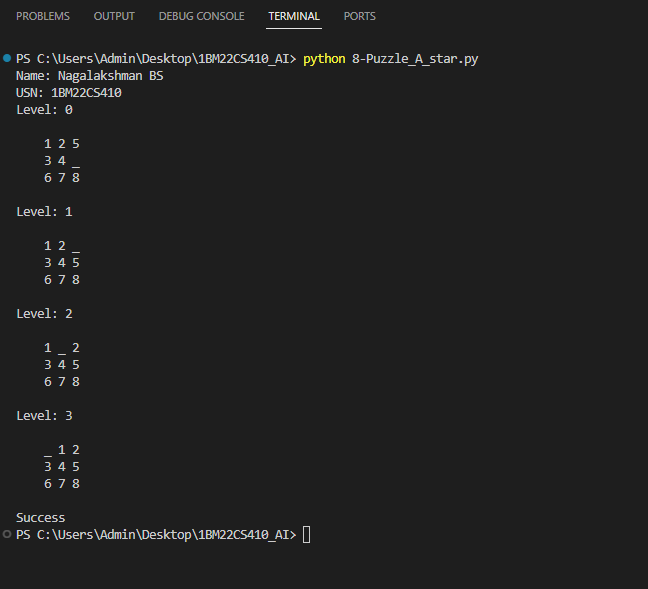 PROBLEMS OUTPUT DEBUG CONSOLE TERMINAL PORTS
PS C:\Users\Admin\Desktop\1BM22CS410_AI> python 8-Puzzle_A_star.py
Name: Nagalakshman BS
USN: 1BM22CS410
Level: 0
1 2 5
3 4 _
6 7 8
Level: 1
1 2 _
3 4 5
6 7 8
Level: 2
1 _ 2
3 4 5
6 7 8
Level: 3
_ 1 2
3 4 5
6 7 8
Success
PS C:\Users\Admin\Desktop\1BM22CS410_AI>